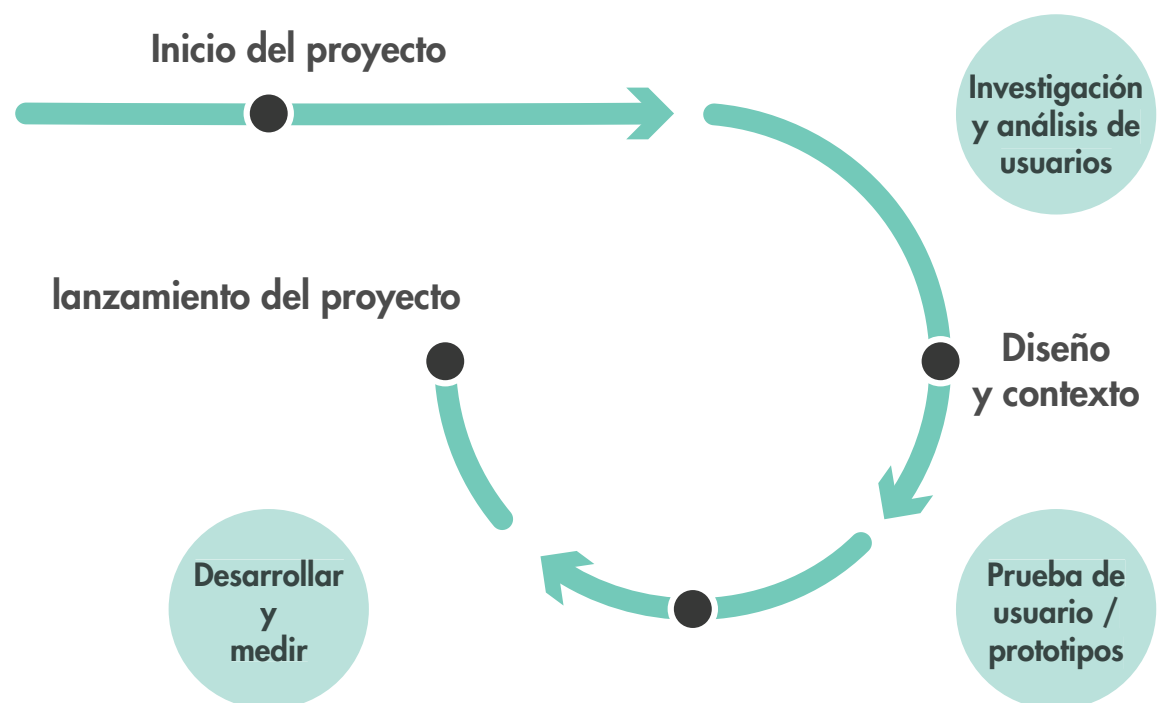 Inicio del proyecto
Investigación
y análisis de
usuarios
lanzamiento del proyecto
Diseño
y contexto
Desarrollar
y
medir
Prueba de
usuario /
prototipos